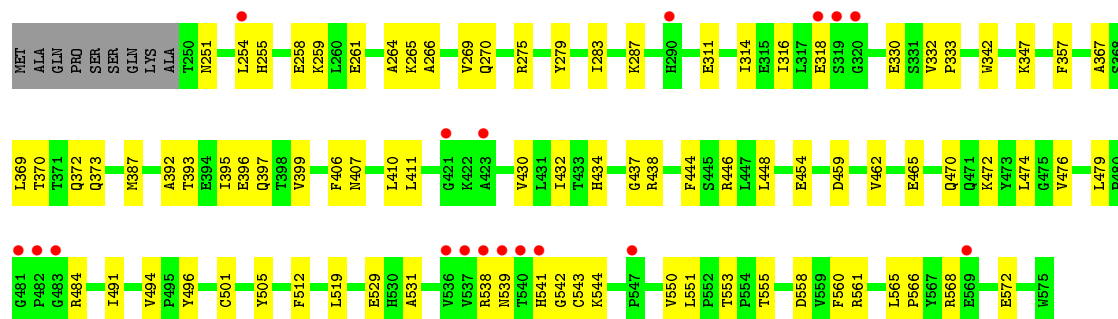 MET ALA GLN PRO SER SER GLN LYS ALA T250 N251 L254 H255 E258 K259 L260 E261 A264 K265 A266 V269 Q270 R275 Y279 I283 K287 H290 E311 I314 E315 I316 L317 E318 S319 G320 E330 S331 V332 P333 W342 K347 F357 A367 S368
L369 T370 T371 Q372 Q373 M387 A392 T393 E394 I395 E396 Q397 T398 V399 F406 N407 L410 L411 G421 K422 A423 V430 L431 I432 T433 H434 G437 R438 F444 S445 R446 L447 L448 E454 D459 V462 E465 Q470 Q471 K472 Y473 L474 G475 V476 L479 P480
G481 P482 G483 R484 I491 V494 P495 Y496 C501 Y505 F512 L519 E529 H530 A531 V536 V537 R538 N539 T540 H541 G542 C543 K544 P547 V550 L551 P552 T553 P554 T555 D558 V559 F560 R561 L565 P566 Y567 R568 E569 E572 W575